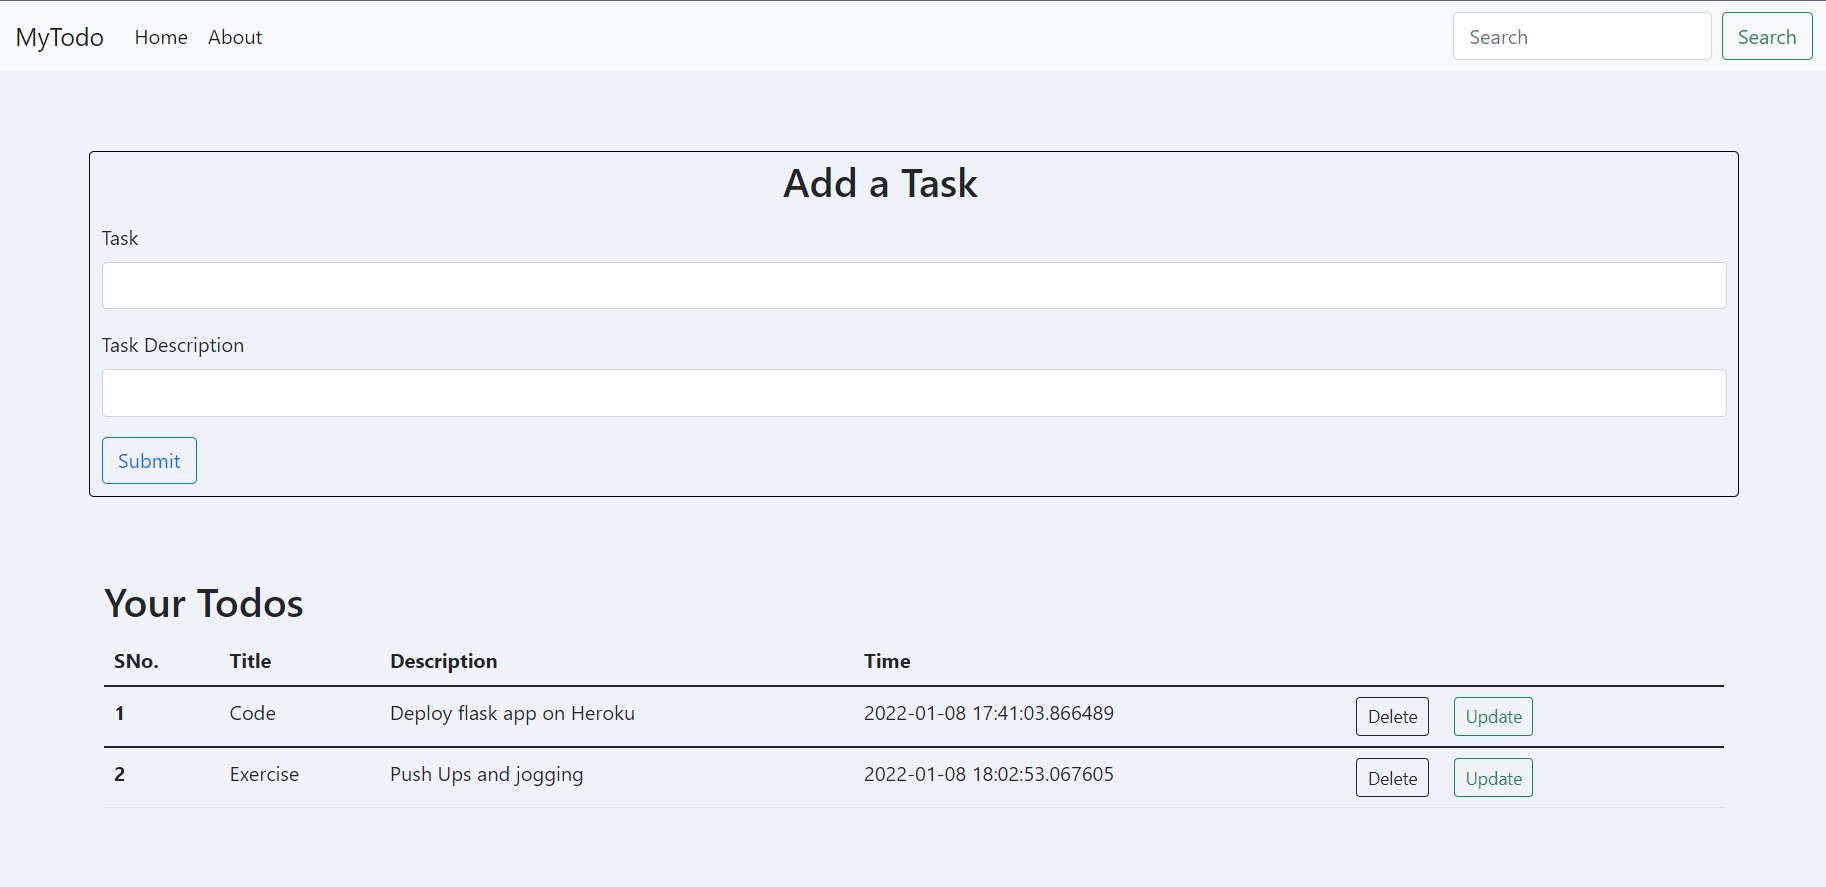 MyTodo Home About Search Search
Add a Task
Task
Task Description
Submit
Your Todos
SNo. Title Description Time
1 Code Deploy flask app on Heroku 2022-01-08 17:41:03.866489 Delete Update
2 Exercise Push Ups and jogging 2022-01-08 18:02:53.067605 Delete Update